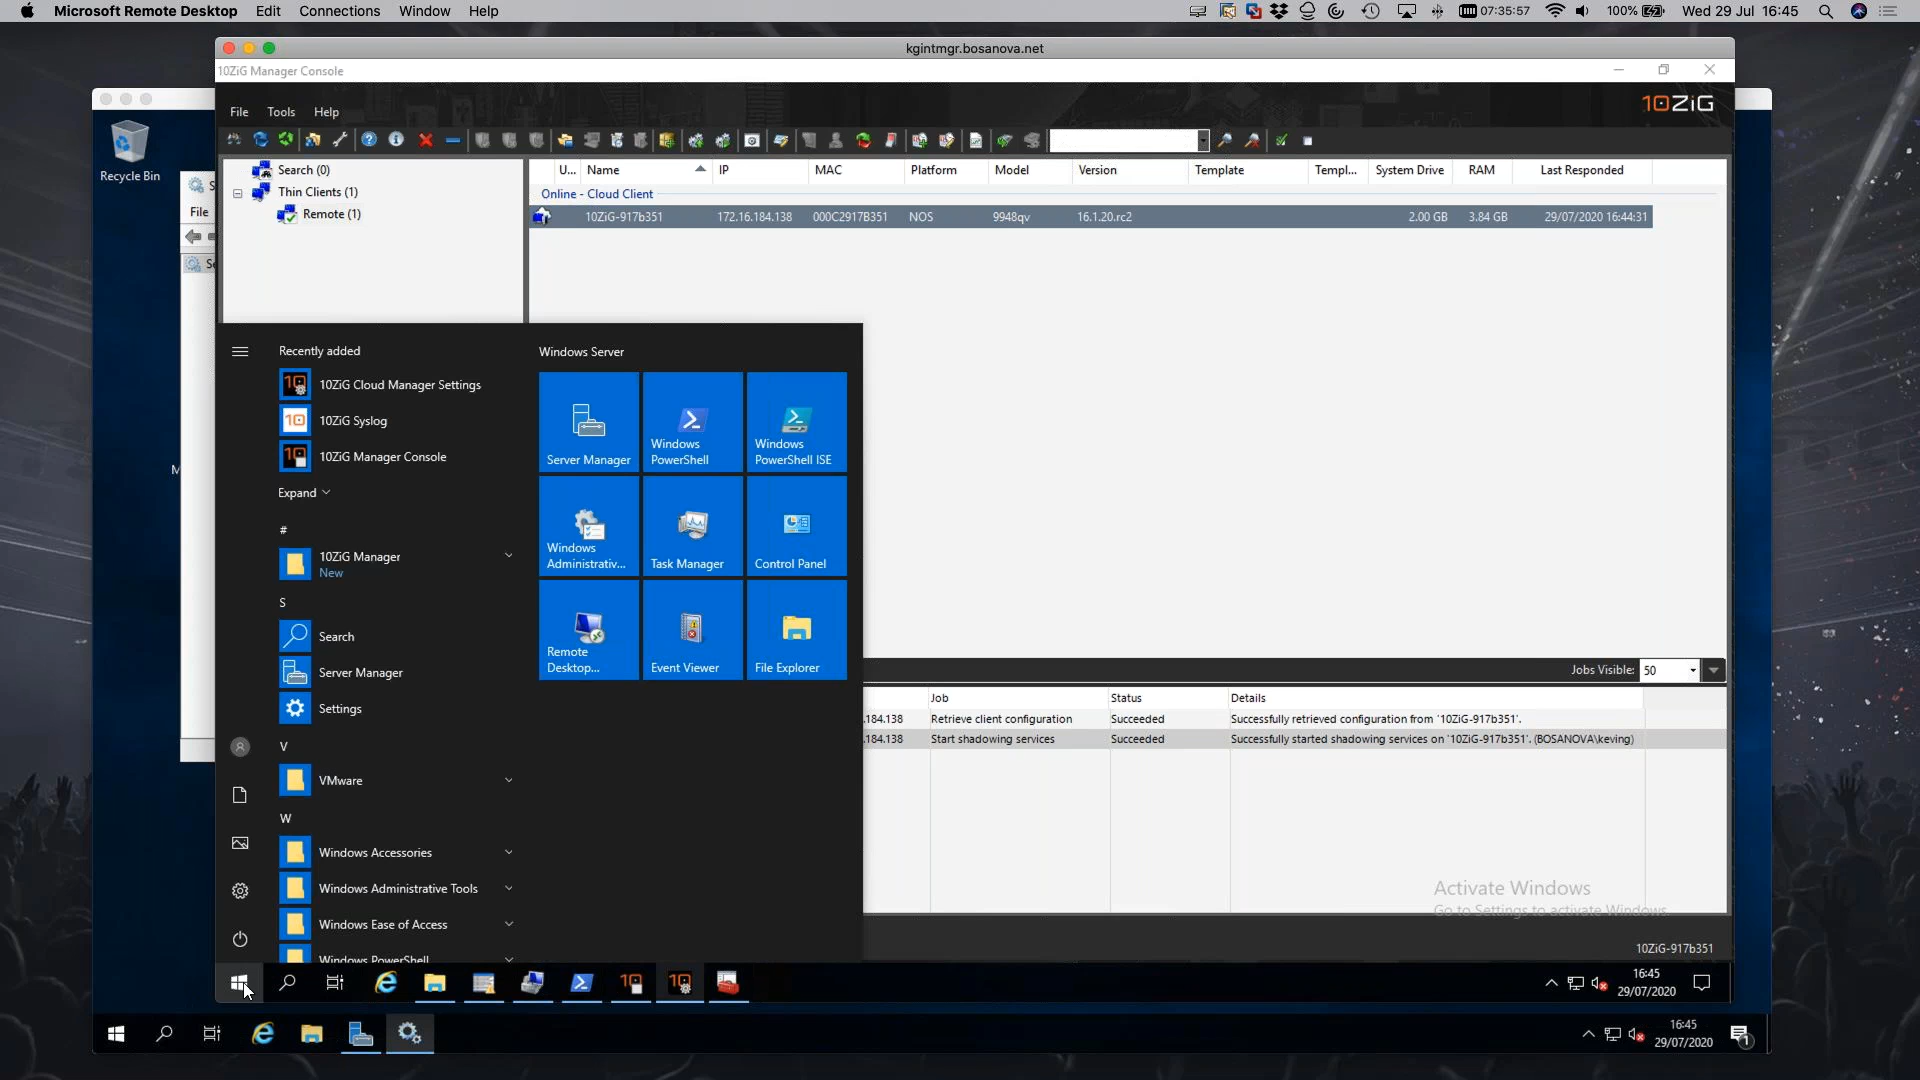 Microsoft Remote Desktop Edit Connections Window Help
07:35:57 100% Wed 29 Jul 16:45
kgintmgr.bosanova.net
10ZiG Manager Console
File Tools Help
10ZiG
Recycle Bin
File
Search (0)
Thin Clients (1)
Remote (1)
U... Name IP MAC Platform Model Version Template Templ... System Drive RAM Last Responded
Online - Cloud Client
10ZiG-917b351 172.16.184.138 000C2917B351 NOS 9948qv 16.1.20.rc2 2.00 GB 3.84 GB 29/07/2020 16:44:31
Recently added
10ZiG Cloud Manager Settings
10ZiG Syslog
10ZiG Manager Console
Expand
#
10ZiG Manager
New
S
Search
Server Manager
Settings
V
VMware
W
Windows Accessories
Windows Administrative Tools
Windows Ease of Access
Windows PowerShell
Windows Server
Server Manager
Windows PowerShell
Windows PowerShell ISE
Windows Administrativ...
Task Manager
Control Panel
Remote Desktop...
Event Viewer
File Explorer
Jobs Visible: 50
Job Status Details
.184.138 Retrieve client configuration Succeeded Successfully retrieved configuration from '10ZiG-917b351'.
.184.138 Start shadowing services Succeeded Successfully started shadowing services on '10ZiG-917b351'. (BOSANOVA\keving)
Activate Windows
Go to Settings to activate Windows.
10ZiG-917b351
16:45
29/07/2020
16:45
29/07/2020
1